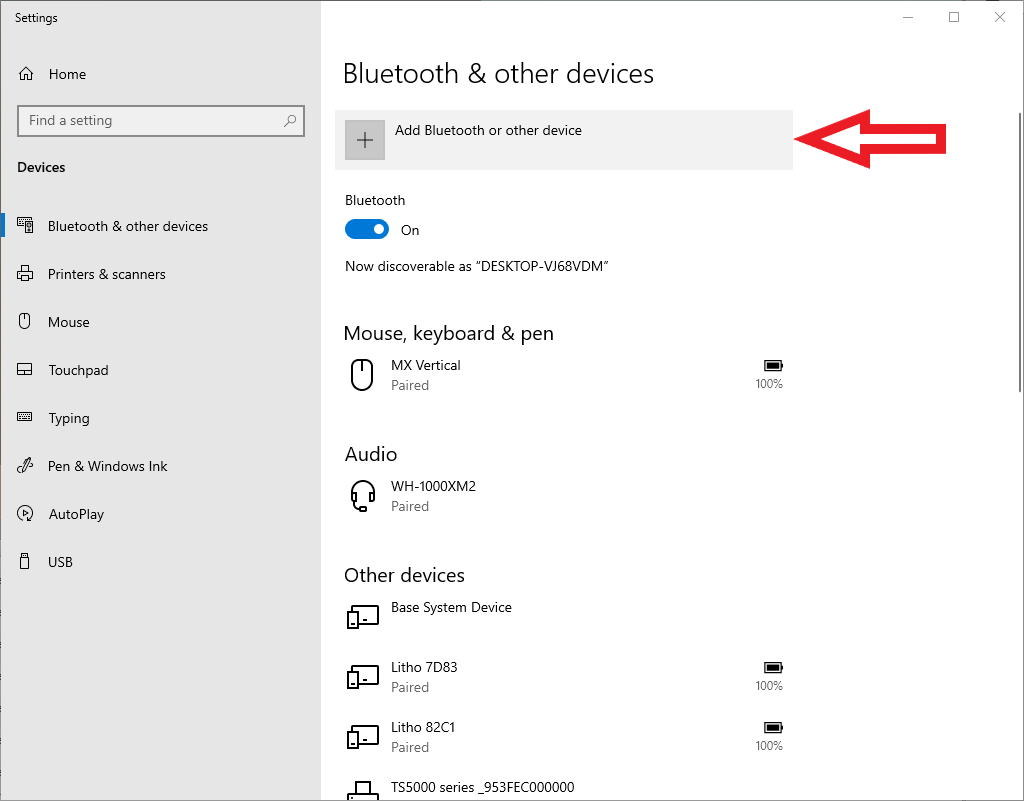 Settings
Home
Find a setting
Devices
Bluetooth & other devices
Printers & scanners
Mouse
Touchpad
Typing
Pen & Windows Ink
AutoPlay
USB
Bluetooth & other devices
Add Bluetooth or other device
Bluetooth
On
Now discoverable as “DESKTOP-VJ68VDM”
Mouse, keyboard & pen
MX Vertical
Paired
100%
Audio
WH-1000XM2
Paired
Other devices
Base System Device
Litho 7D83
Paired
100%
Litho 82C1
Paired
100%
TS5000 series _953FEC000000